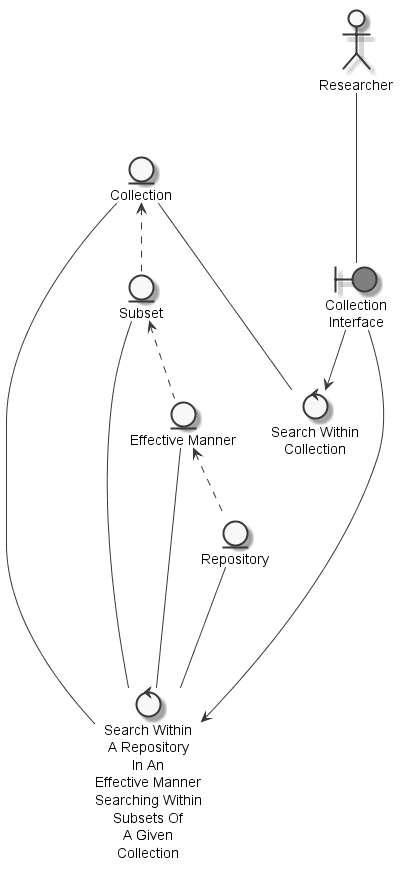 Researcher
Collection
Collection
Interface
Subset
Effective Manner
Search Within
Collection
Repository
Search Within
A Repository
In An
Effective Manner
Searching Within
Subsets Of
A Given
Collection